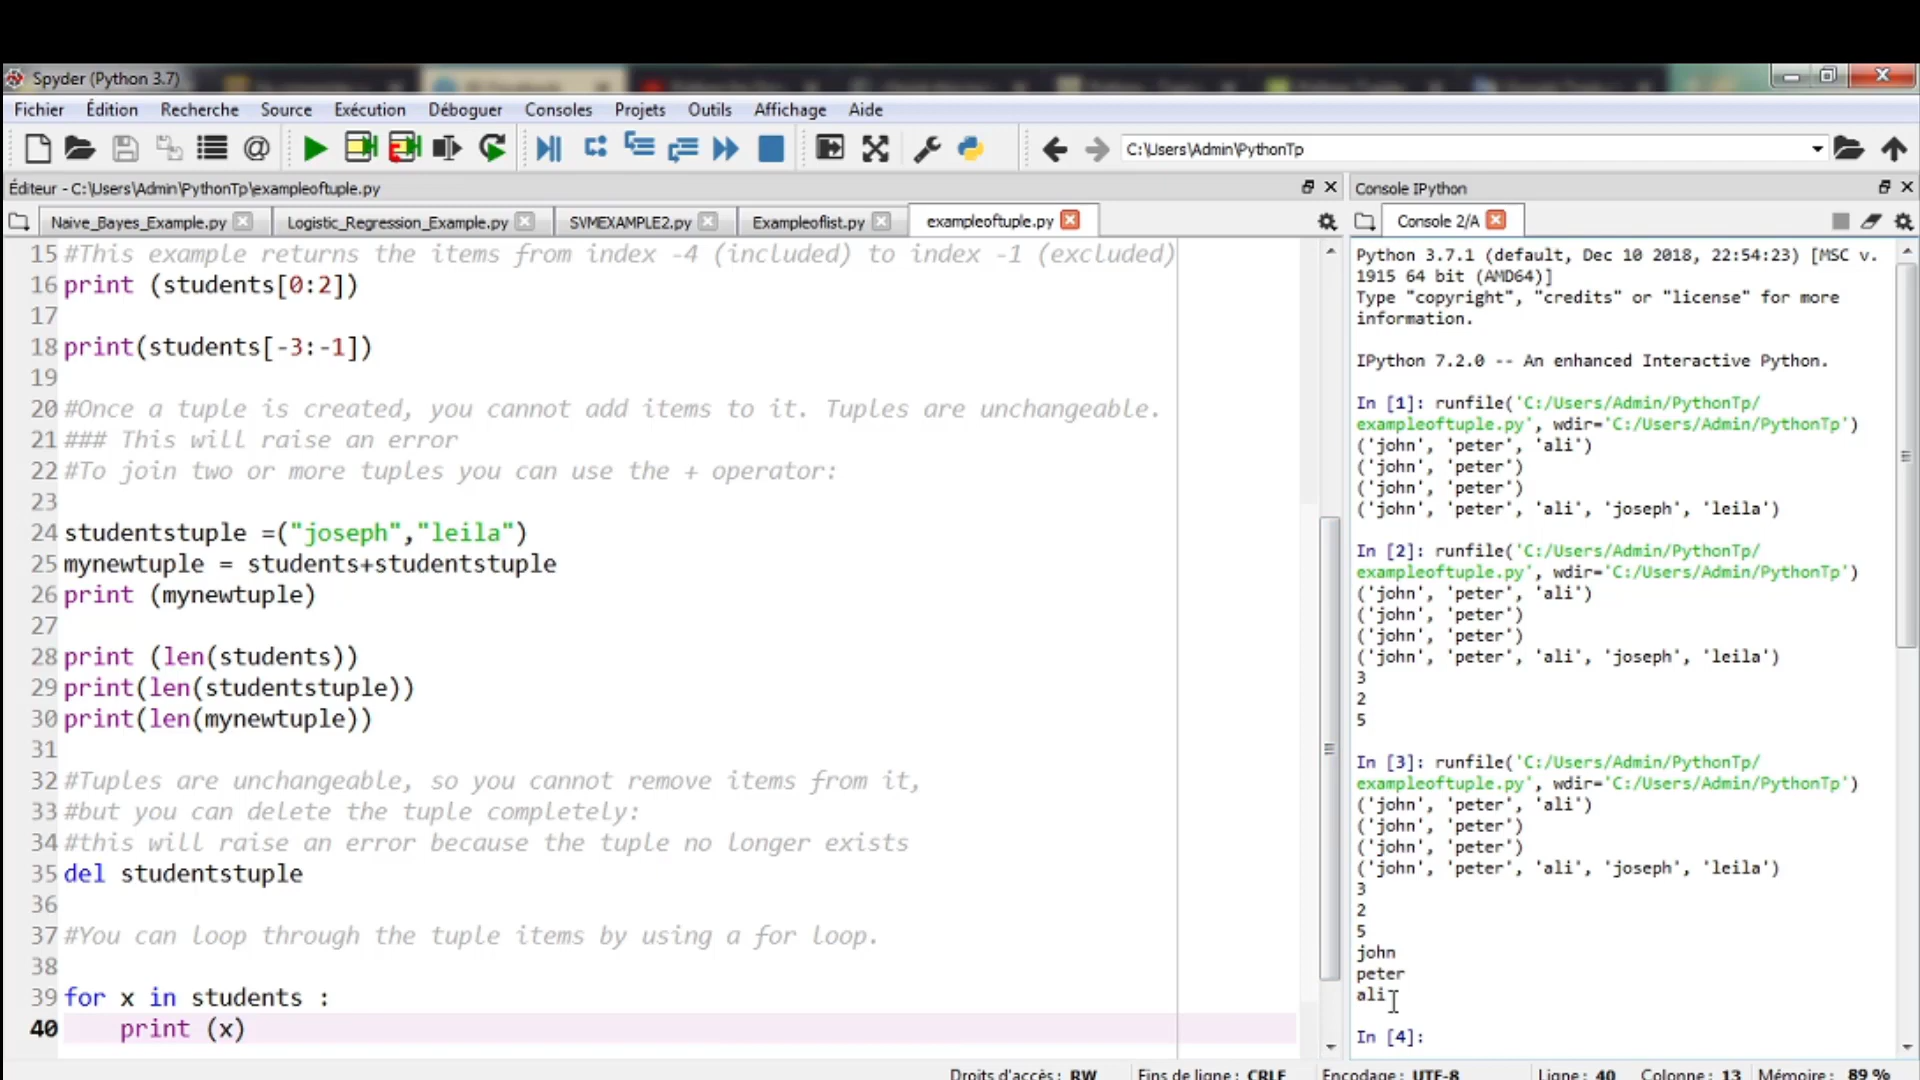 Spyder (Python 3.7)
Fichier Édition Recherche Source Exécution Déboguer Consoles Projets Outils Affichage Aide
C:\Users\Admin\PythonTp
Éditeur - C:\Users\Admin\PythonTp\exampleoftuple.py
Naive_Bayes_Example.py Logistic_Regression_Example.py SVMEXAMPLE2.py Exampleoflist.py exampleoftuple.py
15 #This example returns the items from index -4 (included) to index -1 (excluded)
16 print (students[0:2])
17
18 print(students[-3:-1])
19
20 #Once a tuple is created, you cannot add items to it. Tuples are unchangeable.
21 ### This will raise an error
22 #To join two or more tuples you can use the + operator:
23
24 studentstuple =("joseph","leila")
25 mynewtuple = students+studentstuple
26 print (mynewtuple)
27
28 print (len(students))
29 print(len(studentstuple))
30 print(len(mynewtuple))
31
32 #Tuples are unchangeable, so you cannot remove items from it,
33 #but you can delete the tuple completely:
34 #this will raise an error because the tuple no longer exists
35 del studentstuple
36
37 #You can loop through the tuple items by using a for loop.
38
39 for x in students :
40 print (x)
Console IPython
Console 2/A
Python 3.7.1 (default, Dec 10 2018, 22:54:23) [MSC v.
1915 64 bit (AMD64)]
Type "copyright", "credits" or "license" for more
information.
IPython 7.2.0 -- An enhanced Interactive Python.
In [1]: runfile('C:/Users/Admin/PythonTp/
exampleoftuple.py', wdir='C:/Users/Admin/PythonTp')
('john', 'peter', 'ali')
('john', 'peter')
('john', 'peter')
('john', 'peter', 'ali', 'joseph', 'leila')
In [2]: runfile('C:/Users/Admin/PythonTp/
exampleoftuple.py', wdir='C:/Users/Admin/PythonTp')
('john', 'peter', 'ali')
('john', 'peter')
('john', 'peter')
('john', 'peter', 'ali', 'joseph', 'leila')
3
2
5
In [3]: runfile('C:/Users/Admin/PythonTp/
exampleoftuple.py', wdir='C:/Users/Admin/PythonTp')
('john', 'peter', 'ali')
('john', 'peter')
('john', 'peter')
('john', 'peter', 'ali', 'joseph', 'leila')
3
2
5
john
peter
ali
In [4]:
Droits d'accès : RW Fins de ligne : CRLF Encodage : UTF-8 Ligne : 40 Colonne : 13 Mémoire : 89 %